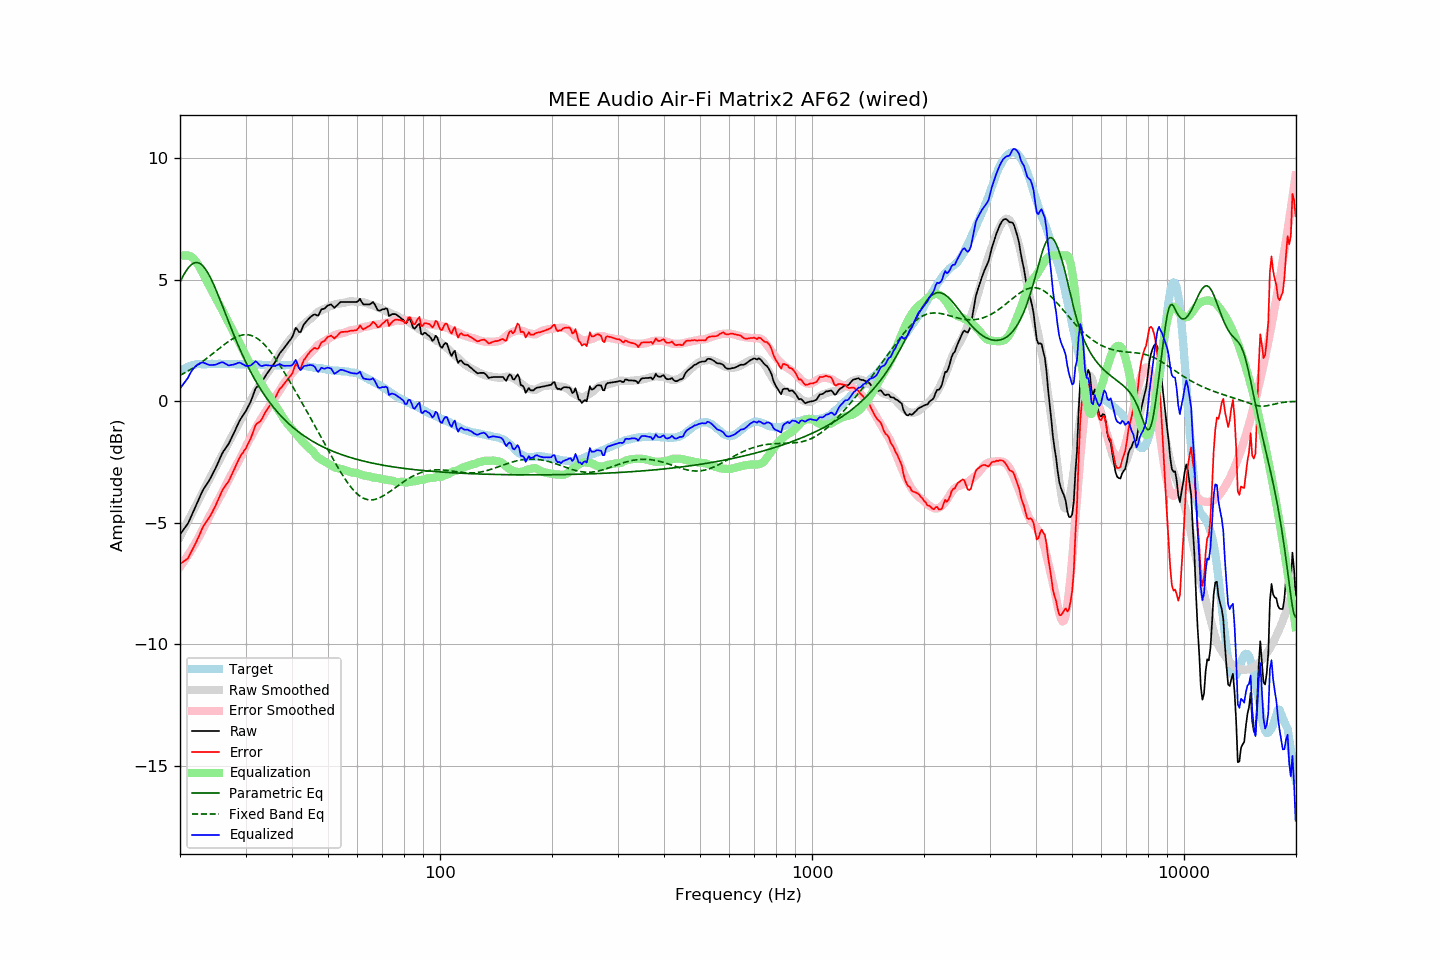 MEE Audio Air-Fi Matrix2 AF62 (wired)
10
5
0
−5
−10
−15
Amplitude (dBr)
Target
Raw Smoothed
Error Smoothed
Raw
Error
Equalization
Parametric Eq
Fixed Band Eq
Equalized
100
1000
10000
Frequency (Hz)